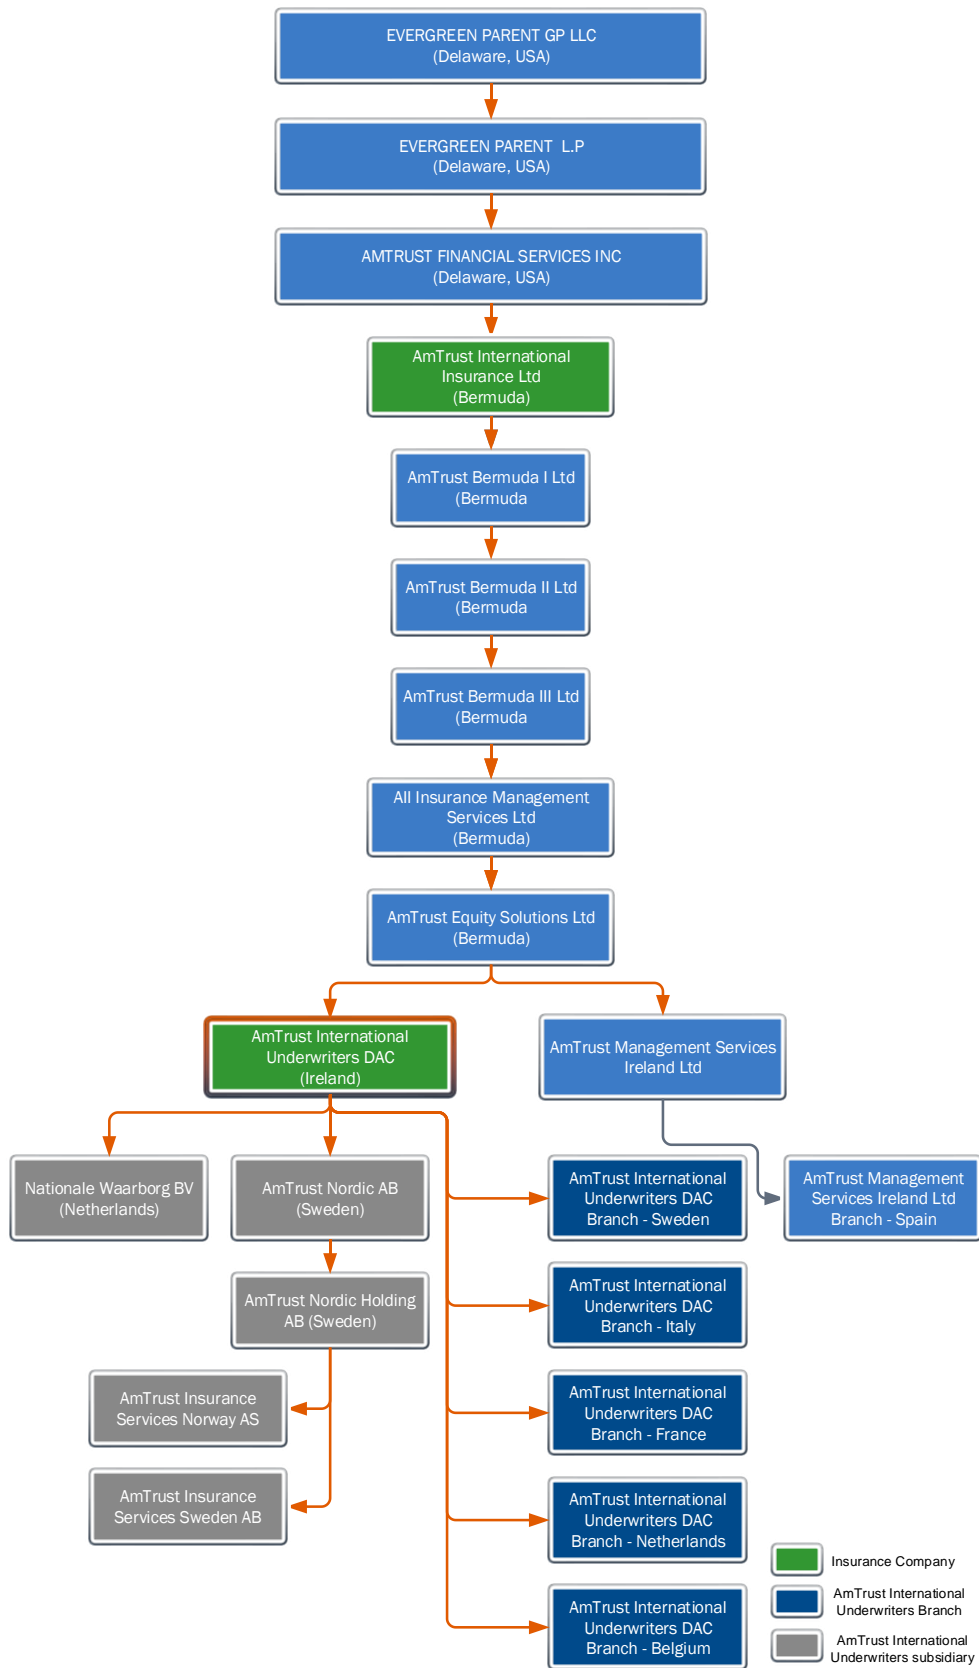 EVERGREEN PARENT GP LLC
(Delaware, USA)
EVERGREEN PARENT L.P
(Delaware, USA)
AMTRUST FINANCIAL SERVICES INC
(Delaware, USA)
AmTrust International
Insurance Ltd
(Bermuda)
AmTrust Bermuda I Ltd
(Bermuda
AmTrust Bermuda II Ltd
(Bermuda
AmTrust Bermuda III Ltd
(Bermuda
AII Insurance Management
Services Ltd
(Bermuda)
AmTrust Equity Solutions Ltd
(Bermuda)
AmTrust International
Underwriters DAC
(Ireland)
AmTrust Management Services
Ireland Ltd
Nationale Waarborg BV
(Netherlands)
AmTrust Nordic AB
(Sweden)
AmTrust International
Underwriters DAC
Branch - Sweden
AmTrust Management
Services Ireland Ltd
Branch - Spain
AmTrust Nordic Holding
AB (Sweden)
AmTrust International
Underwriters DAC
Branch - Italy
AmTrust Insurance
Services Norway AS
AmTrust International
Underwriters DAC
Branch - France
AmTrust Insurance
Services Sweden AB
AmTrust International
Underwriters DAC
Branch - Netherlands
AmTrust International
Underwriters DAC
Branch - Belgium
Insurance Company
AmTrust International
Underwriters Branch
AmTrust International
Underwriters subsidiary